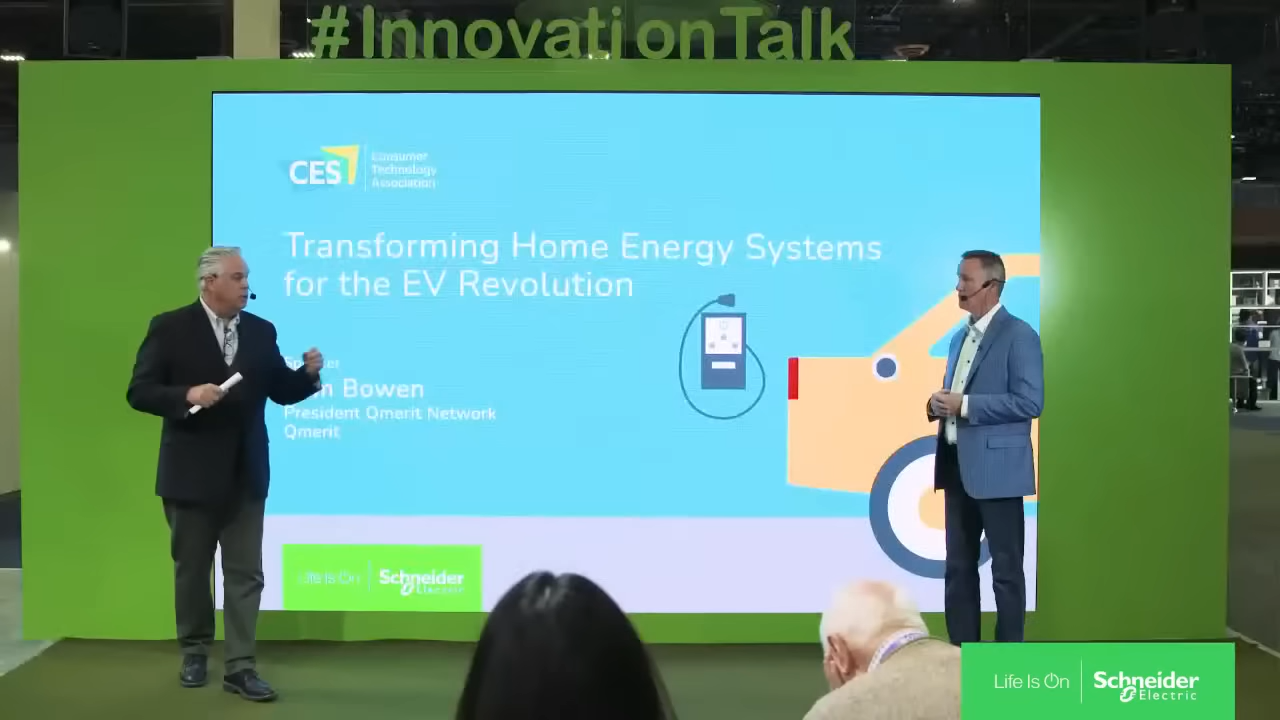 #InnovationTalk
CES
Consumer
Technology
Association
Transforming Home Energy Systems
for the EV Revolution
Bowen
President Qmerit Network
Qmerit
Life Is On
Schneider
Electric
Life Is On
Schneider
Electric